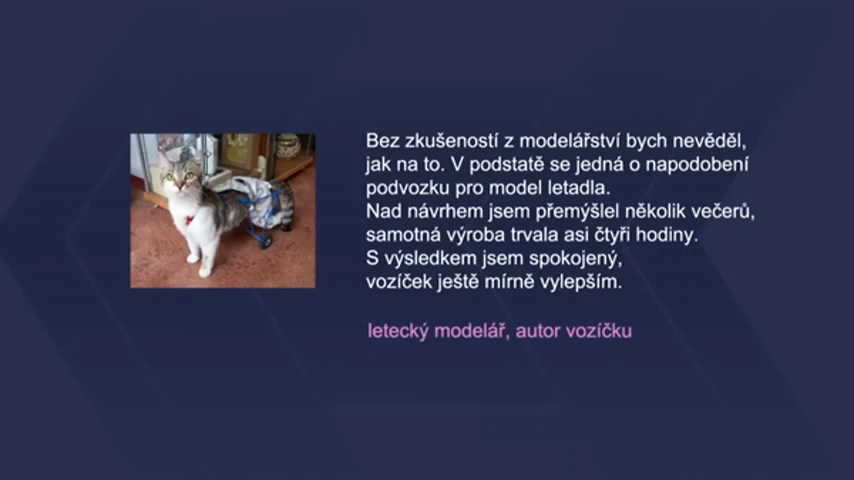 Bez zkušeností z modelářství bych nevěděl,
jak na to. V podstatě se jedná o napodobení
podvozku pro model letadla.
Nad návrhem jsem přemýšlel několik večerů,
samotná výroba trvala asi čtyři hodiny.
S výsledkem jsem spokojený,
vozíček ještě mírně vylepším.
letecký modelář, autor vozíčku